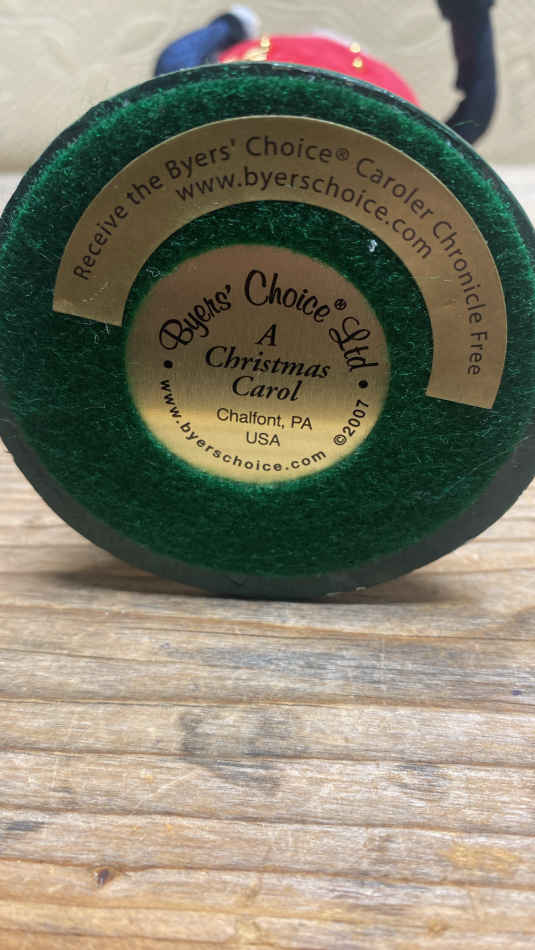 Receive the Byers' Choice® Caroler Chronicle Free
www.byerschoice.com
Byers' Choice® Ltd
A
Christmas
Carol
Chalfont, PA
USA
• www.byerschoice.com ©2007 •